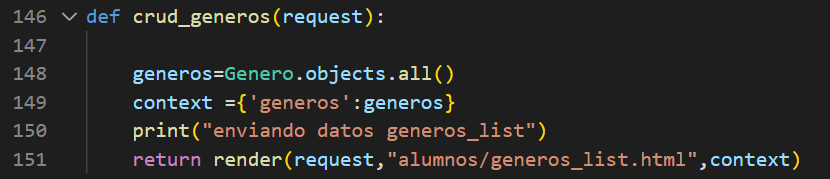 146 def crud_generos(request):
147
148 generos=Genero.objects.all()
149 context ={'generos':generos}
150 print("enviando datos generos_list")
151 return render(request,"alumnos/generos_list.html",context)